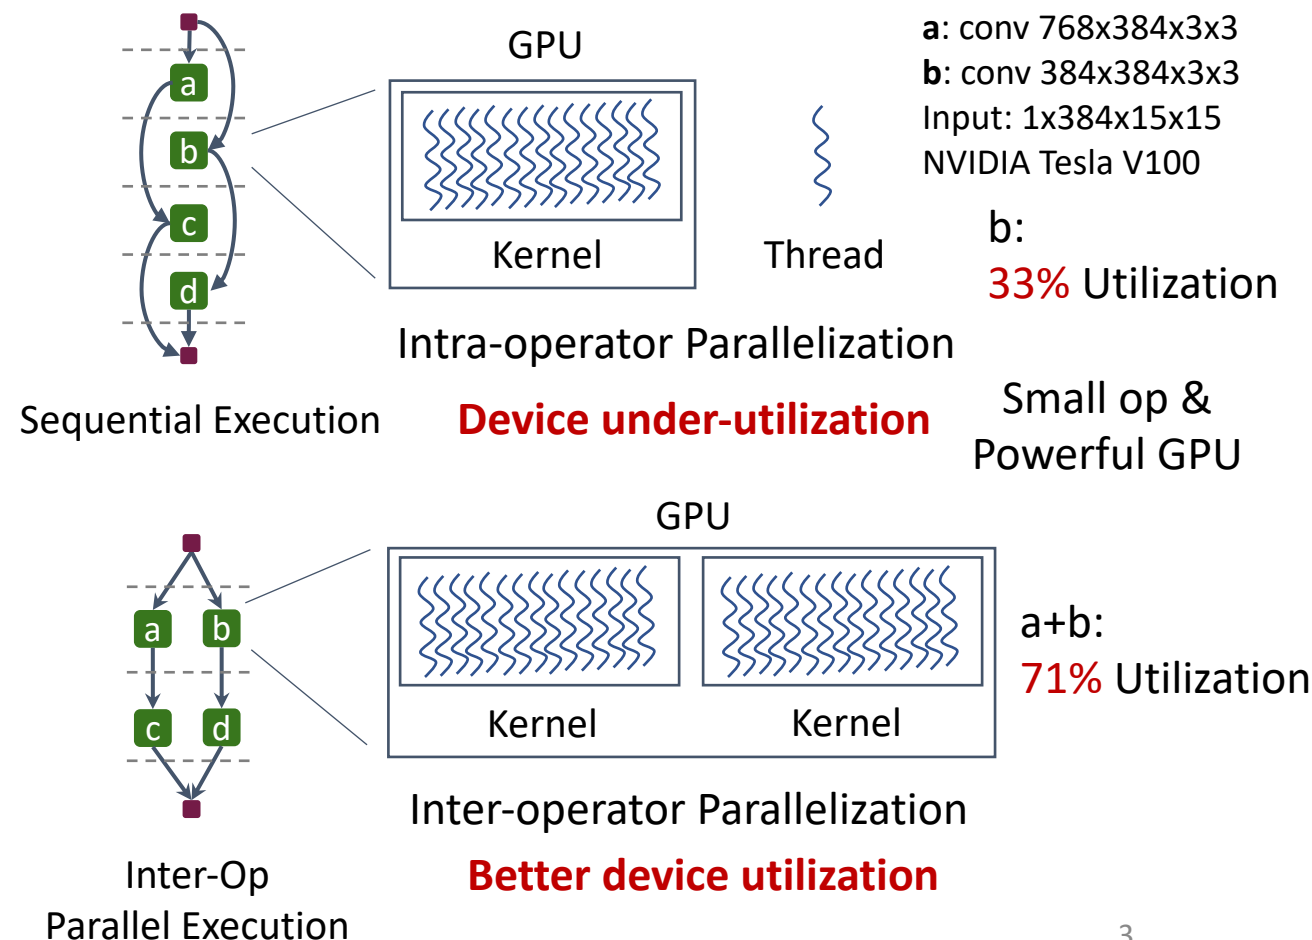 a
b
c
d
Sequential Execution
GPU
Kernel
Thread
Intra-operator Parallelization
Device under-utilization
a: conv 768x384x3x3
b: conv 384x384x3x3
Input: 1x384x15x15
NVIDIA Tesla V100
b:
33% Utilization
Small op &
Powerful GPU
a b
c d
Inter-Op
Parallel Execution
GPU
Kernel Kernel
Inter-operator Parallelization
Better device utilization
a+b:
71% Utilization
3